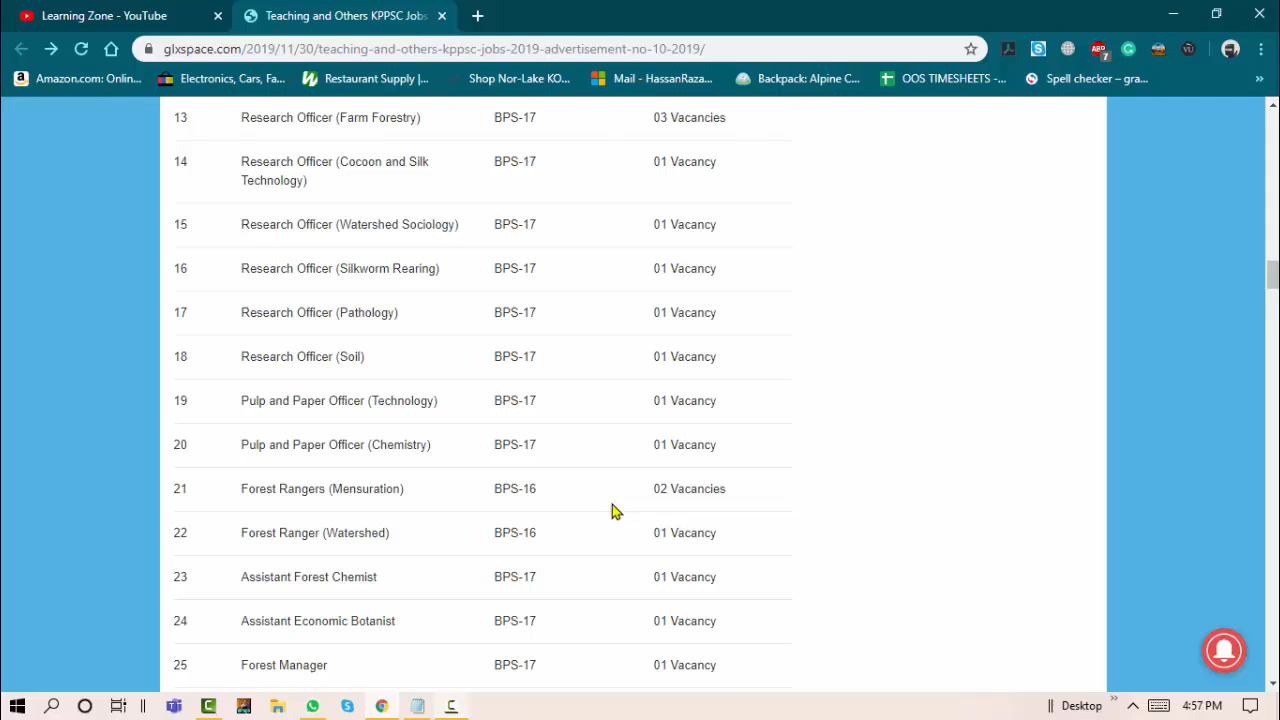 Learning Zone - YouTube
Teaching and Others KPPSC Jobs
glxspace.com/2019/11/30/teaching-and-others-kppsc-jobs-2019-advertisement-no-10-2019/
ABP
7
Amazon.com: Onlin...
Electronics, Cars, Fa...
Restaurant Supply |...
Shop Nor-Lake KO...
Mail - HassanRaza...
Backpack: Alpine C...
OOS TIMESHEETS -...
Spell checker – gra...
13 Research Officer (Farm Forestry) BPS-17 03 Vacancies
14 Research Officer (Cocoon and Silk Technology) BPS-17 01 Vacancy
15 Research Officer (Watershed Sociology) BPS-17 01 Vacancy
16 Research Officer (Silkworm Rearing) BPS-17 01 Vacancy
17 Research Officer (Pathology) BPS-17 01 Vacancy
18 Research Officer (Soil) BPS-17 01 Vacancy
19 Pulp and Paper Officer (Technology) BPS-17 01 Vacancy
20 Pulp and Paper Officer (Chemistry) BPS-17 01 Vacancy
21 Forest Rangers (Mensuration) BPS-16 02 Vacancies
22 Forest Ranger (Watershed) BPS-16 01 Vacancy
23 Assistant Forest Chemist BPS-17 01 Vacancy
24 Assistant Economic Botanist BPS-17 01 Vacancy
25 Forest Manager BPS-17 01 Vacancy
Desktop
4:57 PM